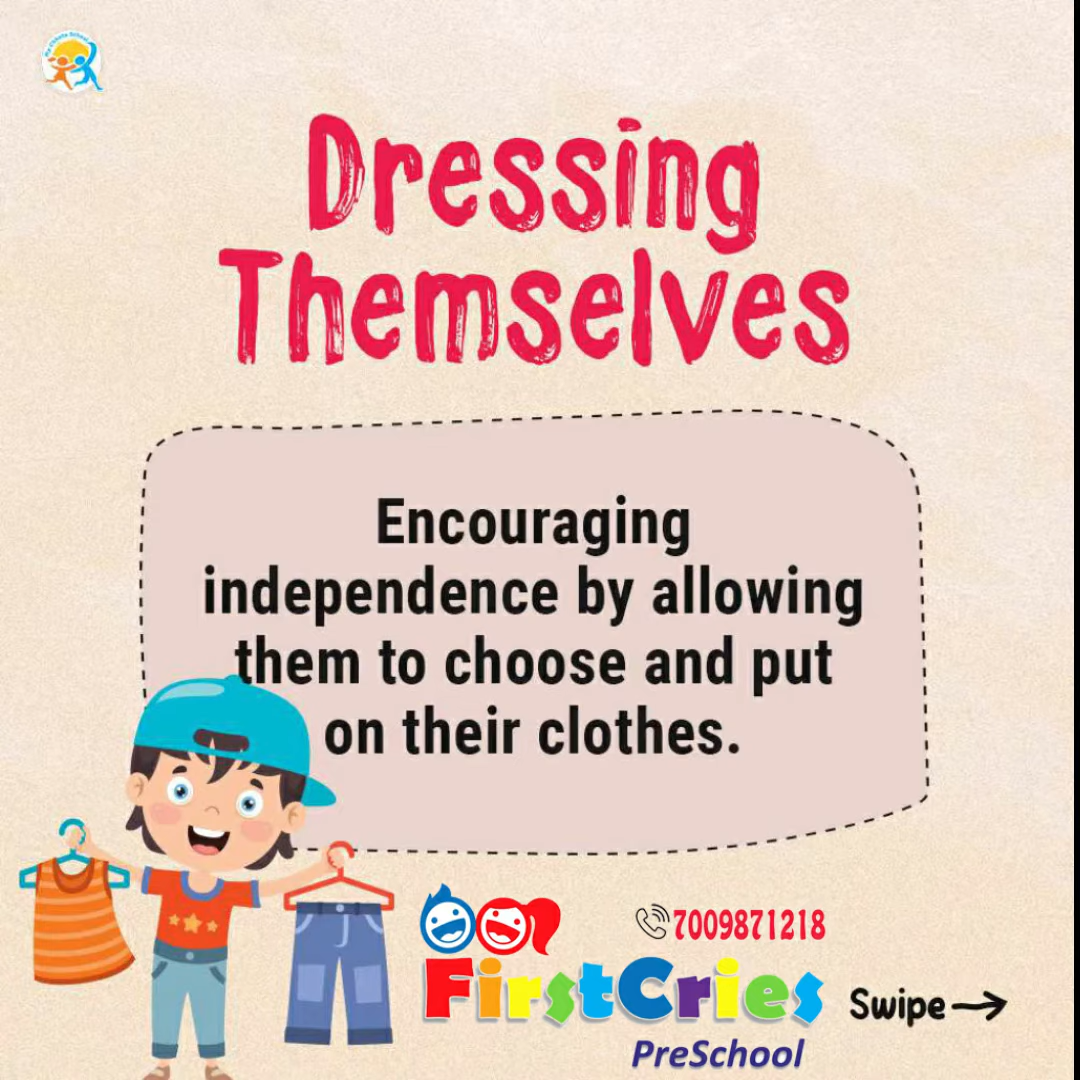 Dressing
Themselves
Encouraging
independence by allowing
them to choose and put
on their clothes.
7009871218
FirstCries
Swipe
PreSchool